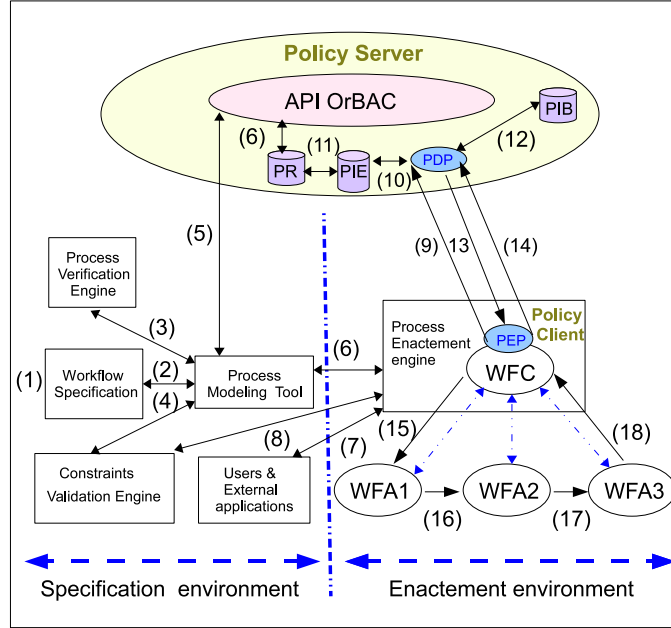 Policy Server
API OrBAC
PIB
(6)
(11)
(12)
PR
PIE
PDP
(10)
(5)
(9)
13
(14)
Process
Verification
Engine
(3)
Policy
Client
Process
Enactement
engine
PEP
WFC
(6)
(1)
Workflow
Specification
(2)
Process
Modeling Tool
(4)
(8)
(7)
(15)
(18)
Constraints
Validation Engine
Users &
External
applications
WFA1
WFA2
WFA3
(16)
(17)
Specification environment
Enactement environment